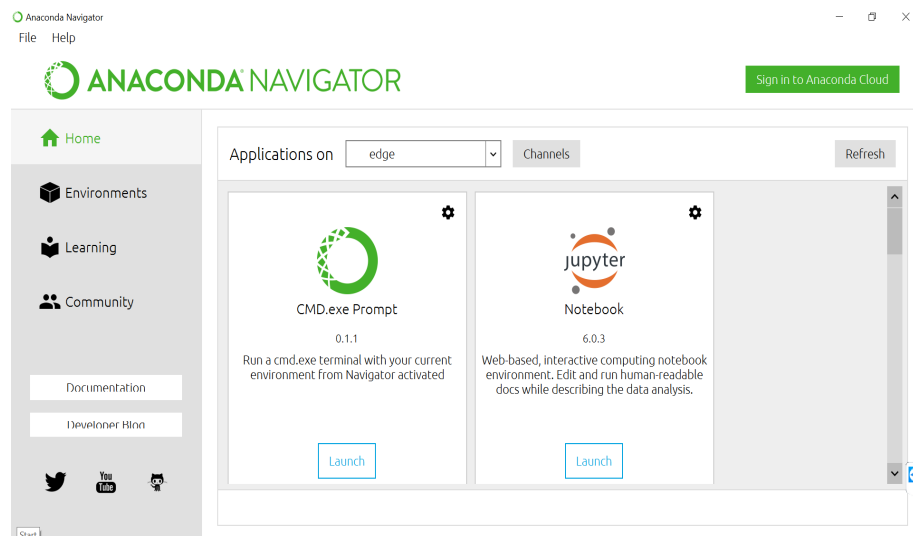 Anaconda Navigator
File Help
ANACONDA NAVIGATOR
Sign in to Anaconda Cloud
Home
Environments
Learning
Community
Documentation
Developer Blog
Applications on
edge
Channels
Refresh
CMD.exe Prompt
0.1.1
Run a cmd.exe terminal with your current
environment from Navigator activated
Launch
jupyter
Notebook
6.0.3
Web-based, interactive computing notebook
environment. Edit and run human-readable
docs while describing the data analysis.
Launch
You
Tube
Start